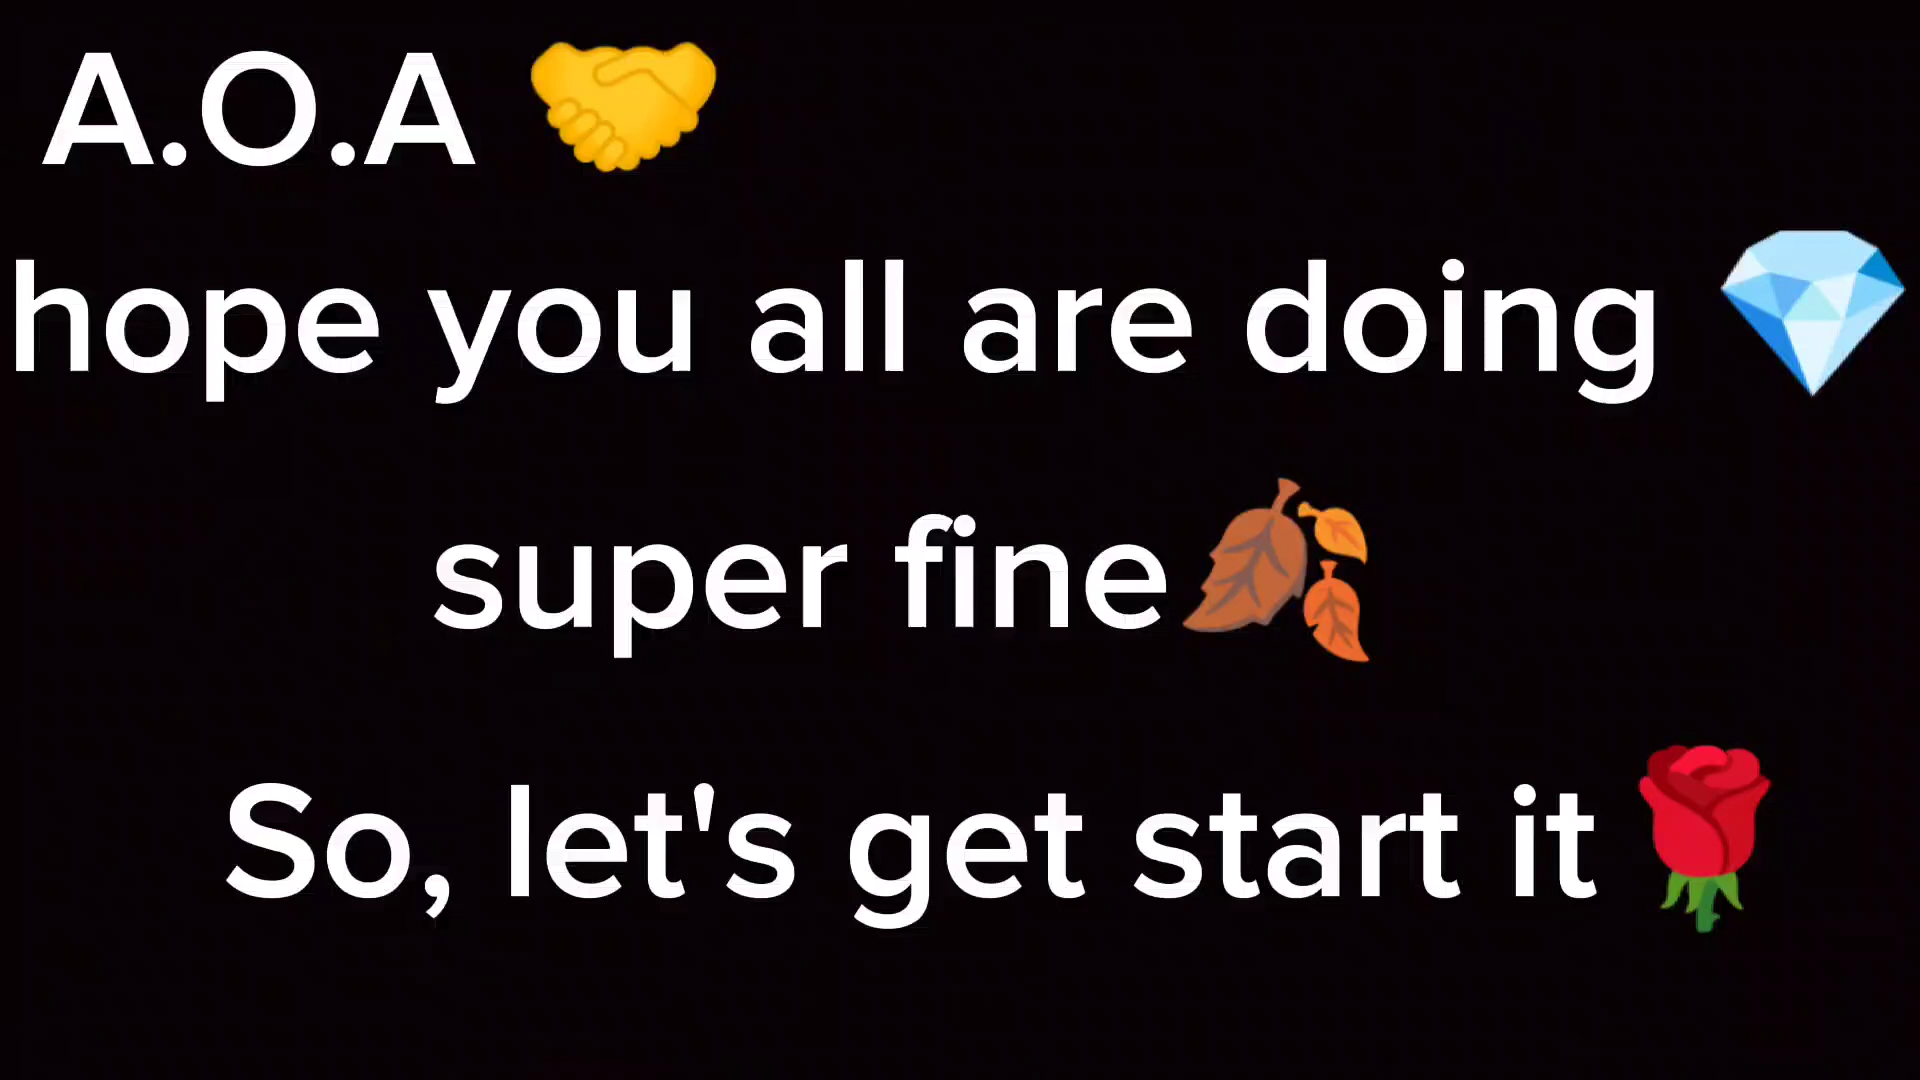 A.O.A 🤝
hope you all are doing 💎
super fine🍂
So, let's get start it🌹